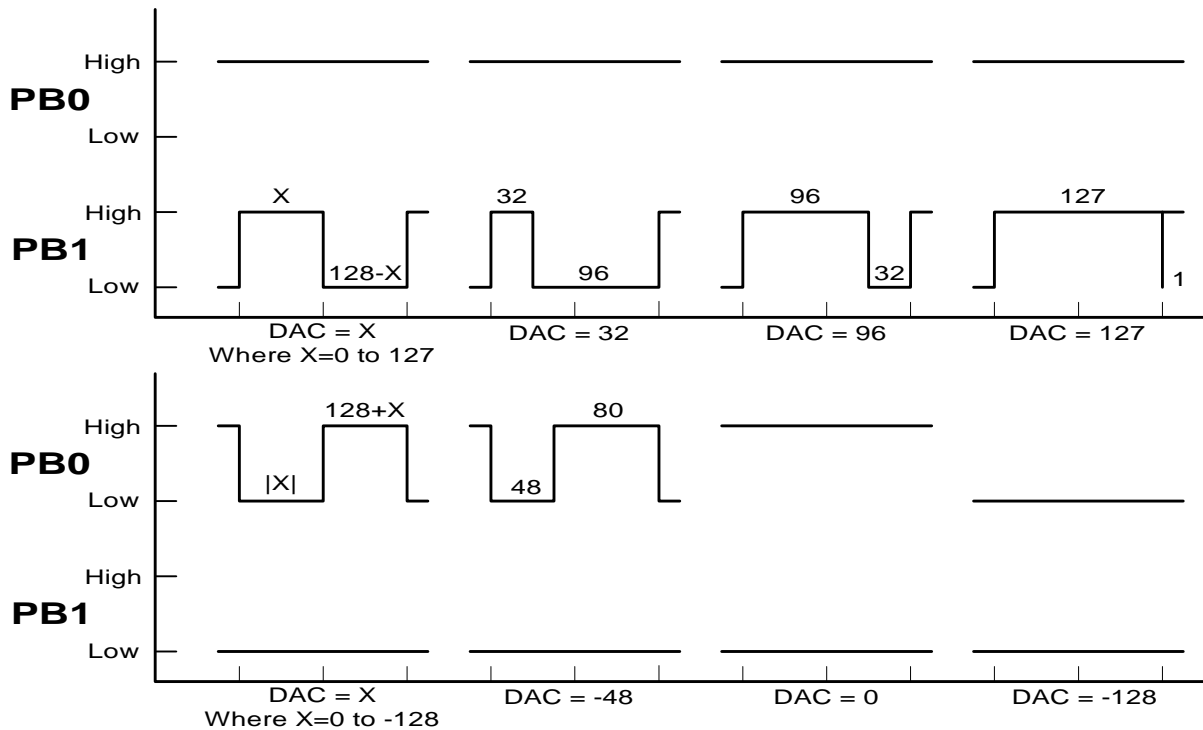 High
PB0
Low
X 32 96 127
High
PB1
128-X 96 32 1
Low
DAC = X DAC = 32 DAC = 96 DAC = 127
Where X=0 to 127
128+X 80
High
PB0
|X| 48
Low
High
PB1
Low
DAC = X DAC = -48 DAC = 0 DAC = -128
Where X=0 to -128